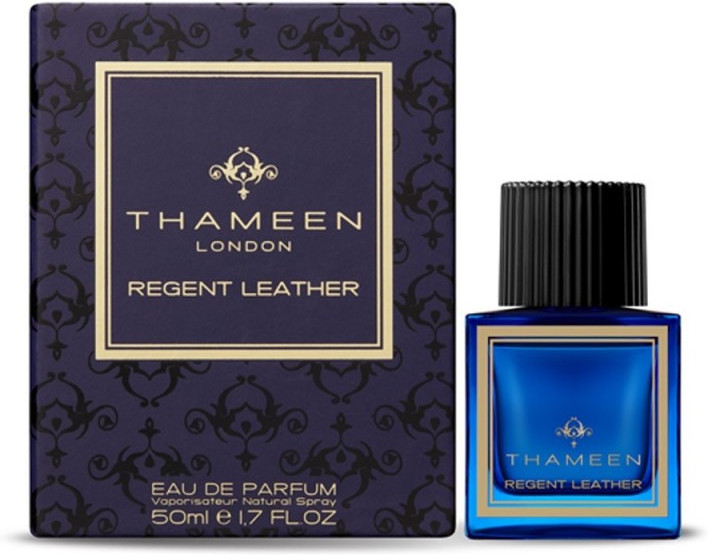 THAMEEN
LONDON
REGENT LEATHER
EAU DE PARFUM
Vaporisateur Natural Spray
50ml ℮ 1,7 FL.OZ
THAMEEN
REGENT LEATHER